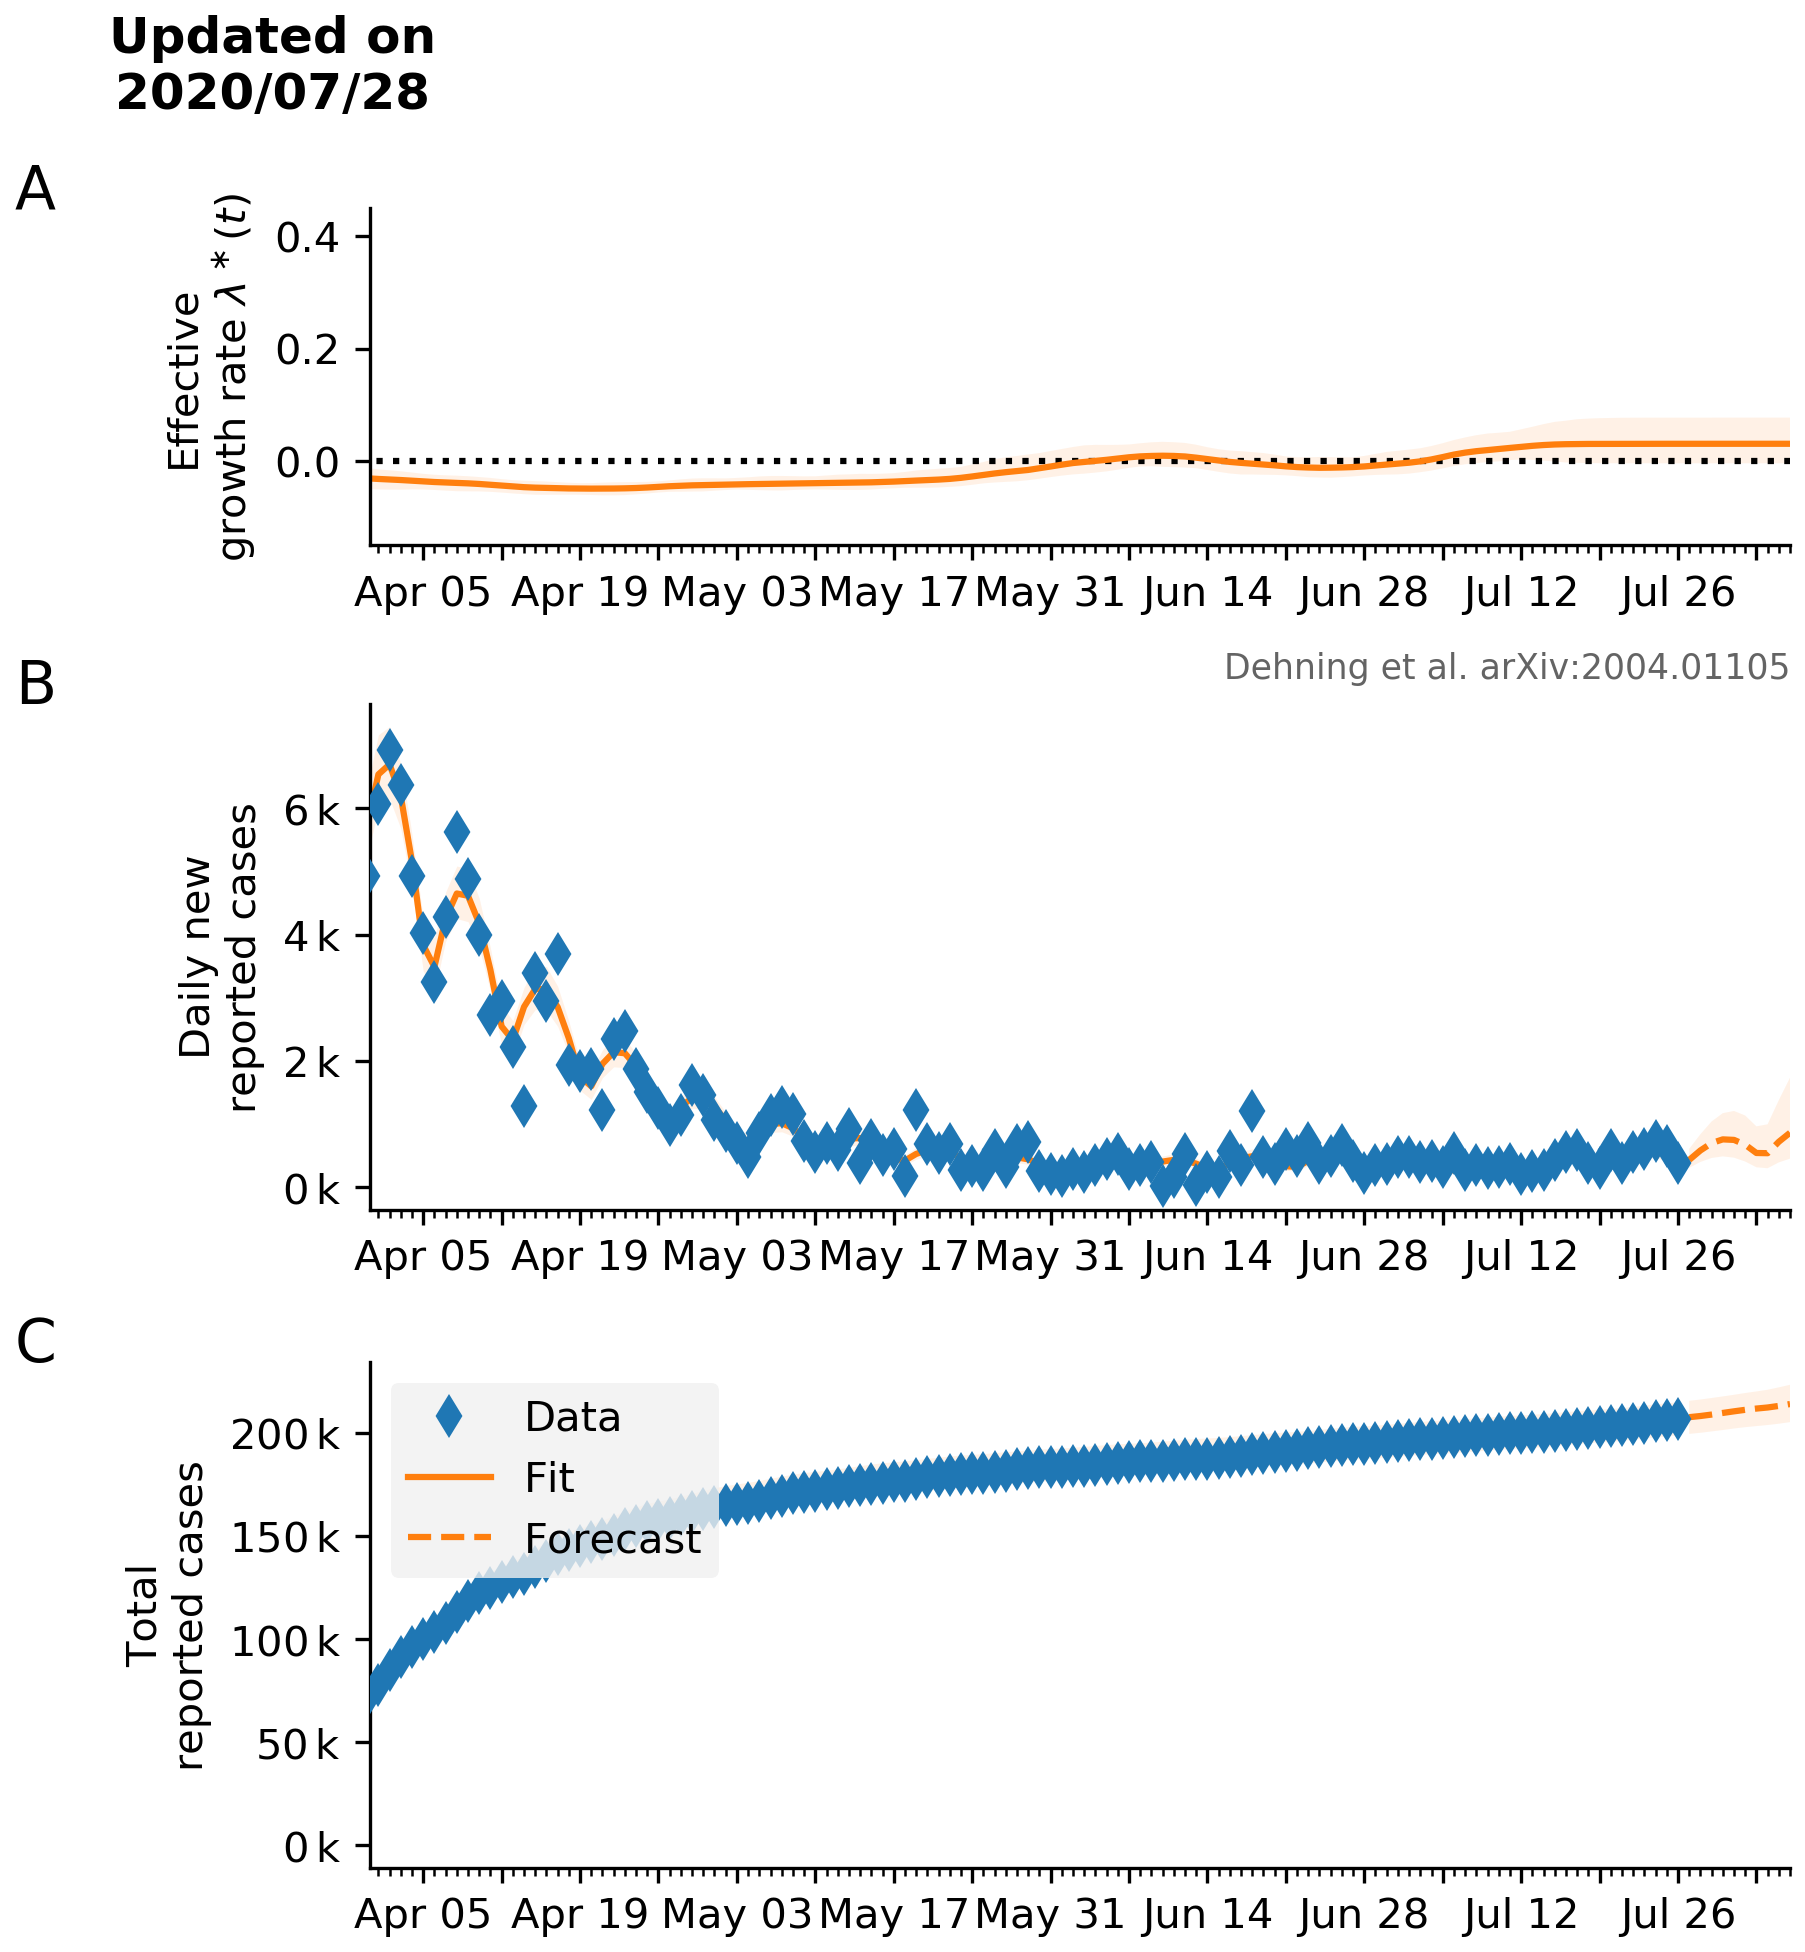 Updated on
2020/07/28
A
Effective
growth rate λ * (t)
0.4
0.2
0.0
Apr 05 Apr 19 May 03 May 17 May 31 Jun 14 Jun 28 Jul 12 Jul 26
B
Dehning et al. arXiv:2004.01105
Daily new
reported cases
6 k
4 k
2 k
0 k
Apr 05 Apr 19 May 03 May 17 May 31 Jun 14 Jun 28 Jul 12 Jul 26
C
Total
reported cases
200 k
150 k
100 k
50 k
0 k
Data
Fit
Forecast
Apr 05 Apr 19 May 03 May 17 May 31 Jun 14 Jun 28 Jul 12 Jul 26